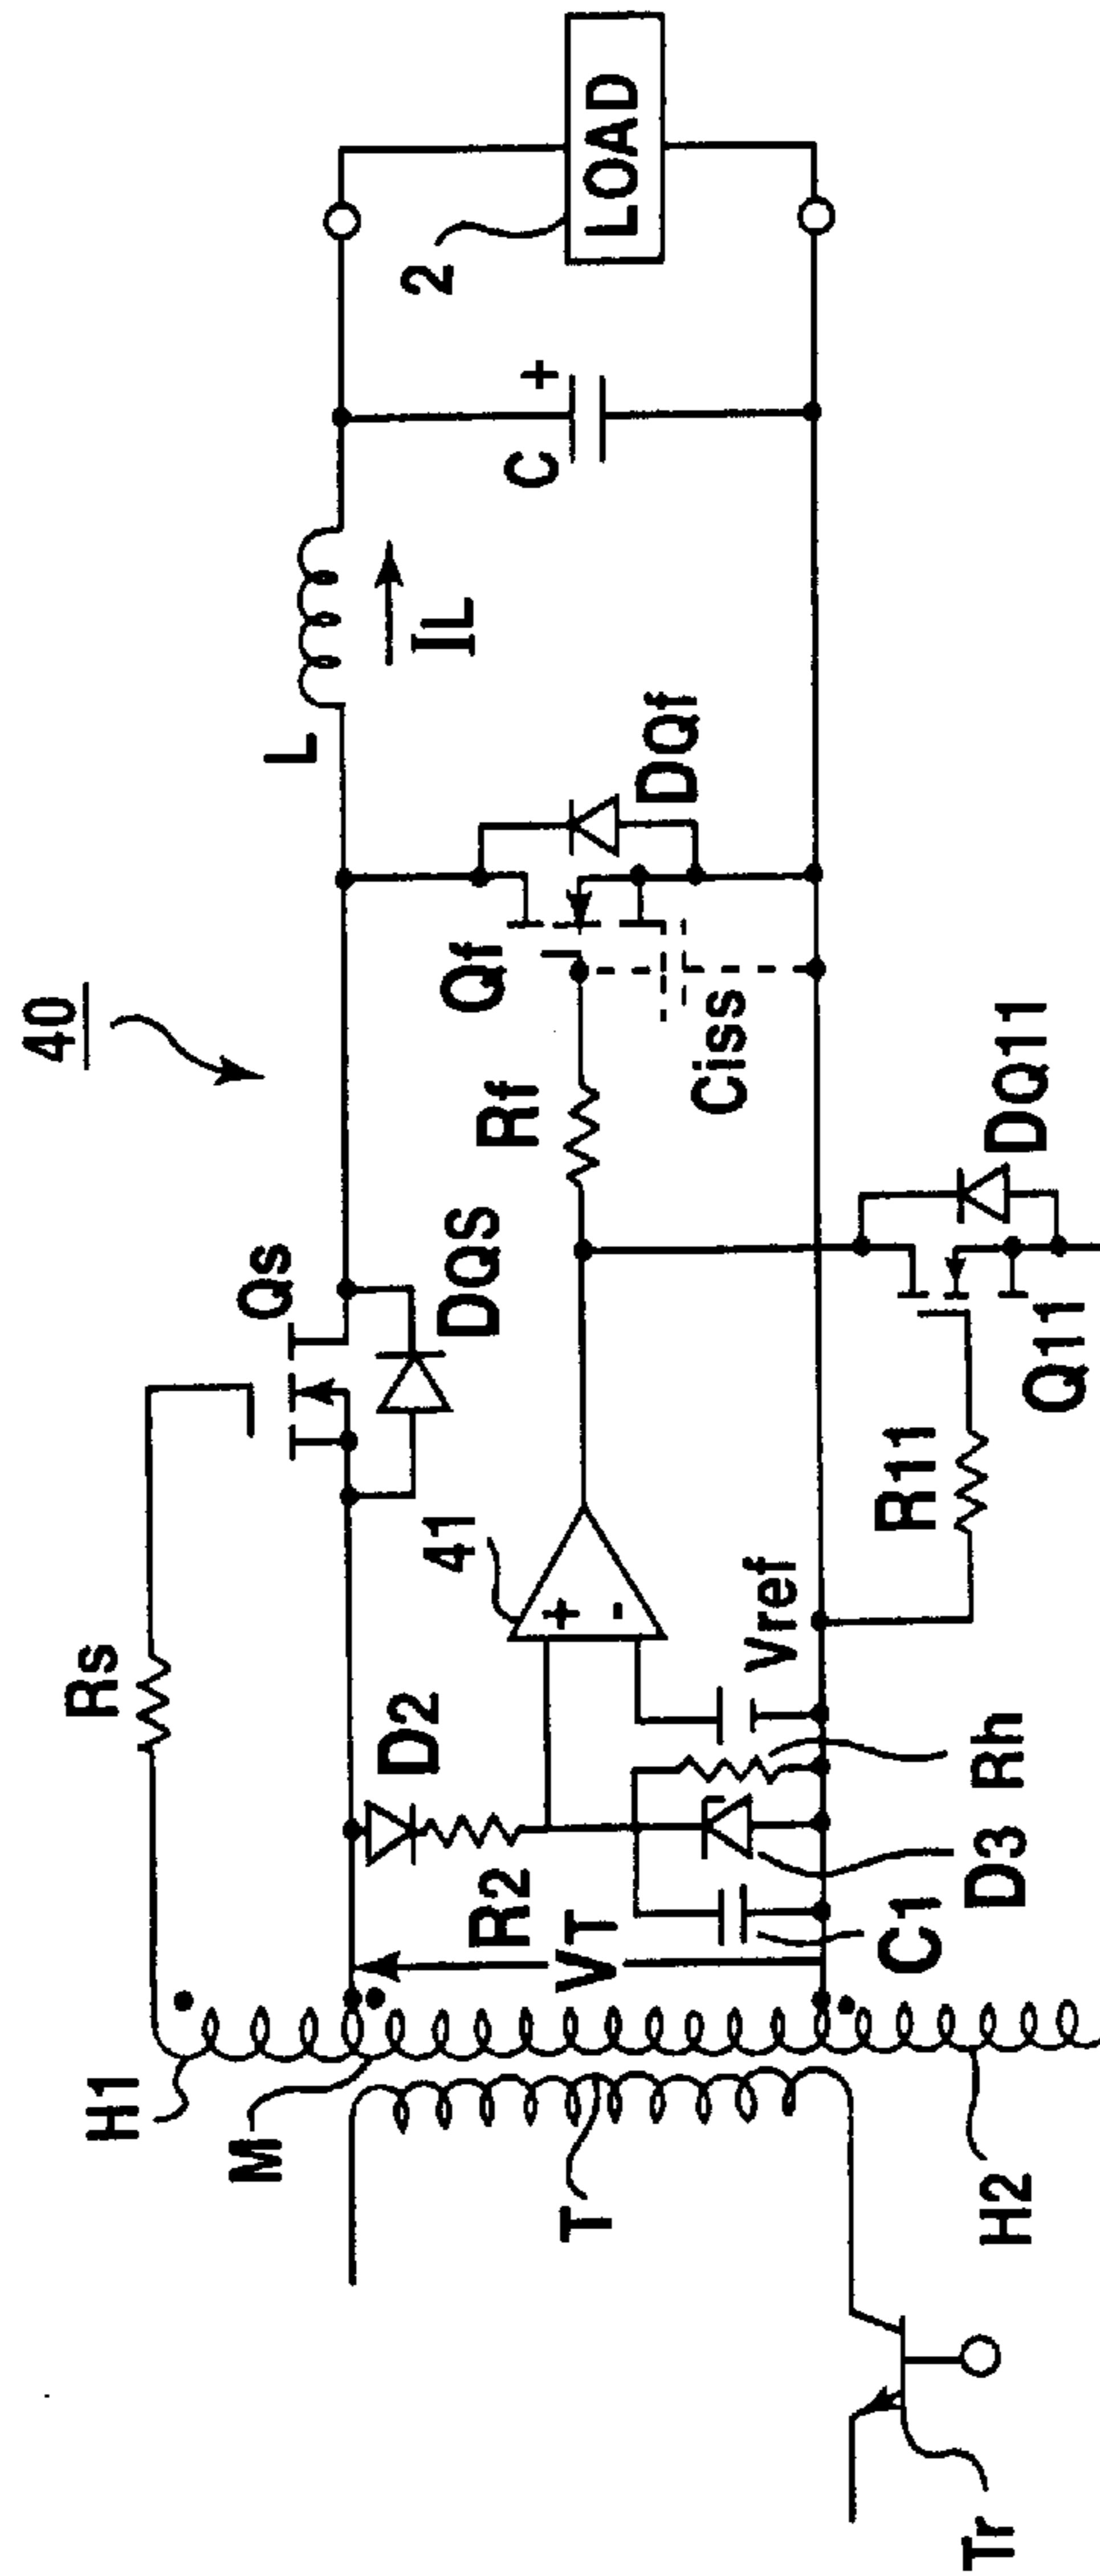 40
H1
Rs
Qs
DQS
L
IL
M
VT
D2
R2
41
+
-
Rf
Qf
DQf
Ciss
C
+
2
LOAD
T
C1
D3
Rh
Vref
R11
Q11
DQ11
H2
Tr